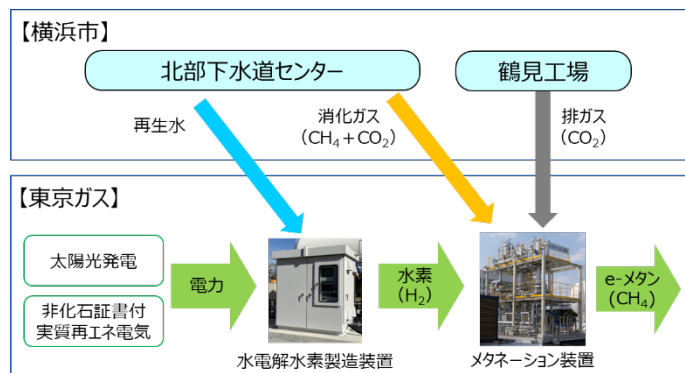 【横浜市】
北部下水道センター
鶴見工場
再生水
消化ガス
（CH₄＋CO₂）
排ガス
（CO₂）
【東京ガス】
太陽光発電
非化石証書付
実質再エネ電気
電力
水素
（H₂）
e-メタン
（CH₄）
水電解水素製造装置
メタネーション装置